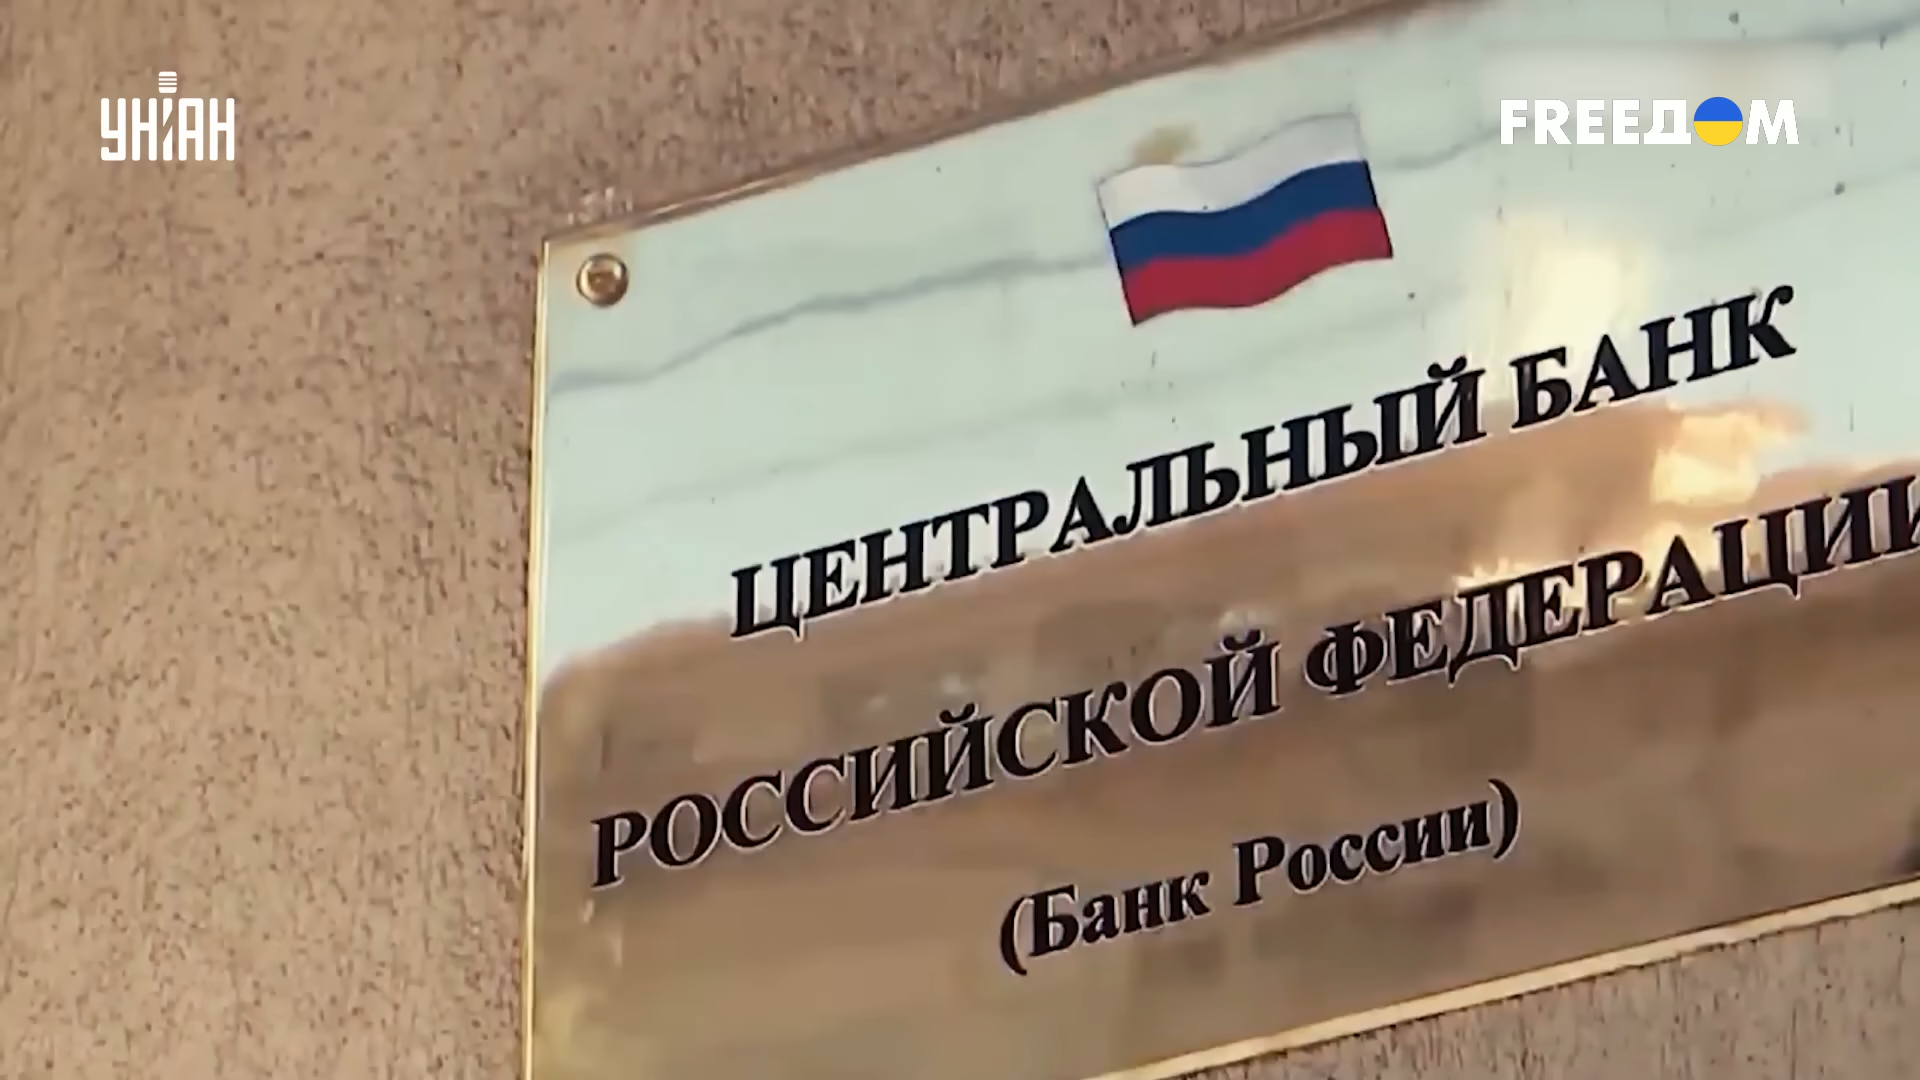 УНІАН
FREEДOM
ЦЕНТРАЛЬНЫЙ БАНК
РОССИЙСКОЙ ФЕДЕРАЦИИ
(Банк России)